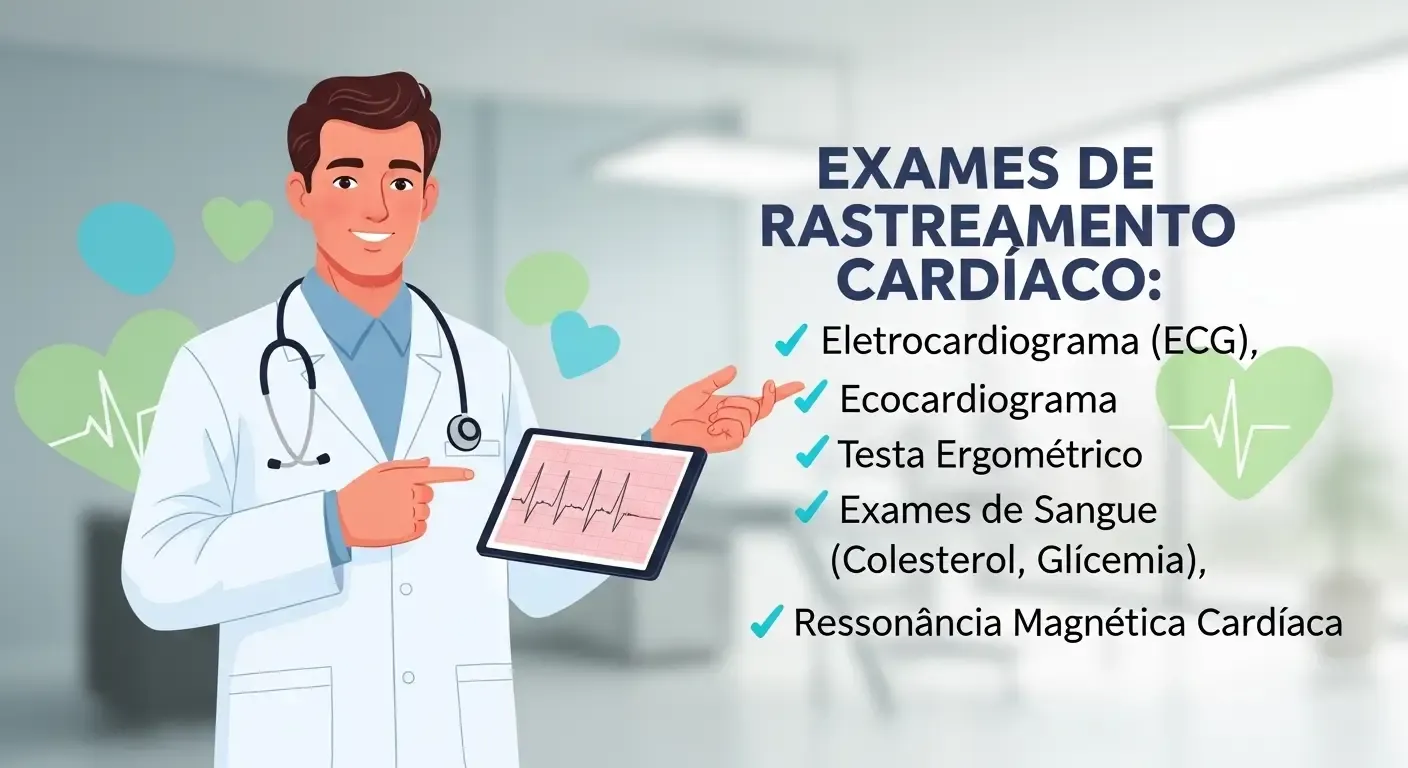 EXAMES DE
RASTREAMENTO
CARDÍACO:
Eletrocardiograma (ECG),
Ecocardiograma
Testa Ergométrico
Exames de Sangue
(Colesterol, Glícemia),
Ressonância Magnética Cardíaca